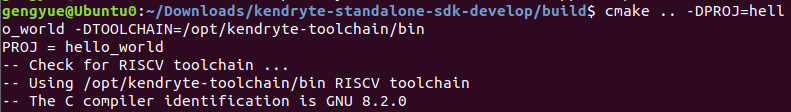 gengyue@Ubuntu0:~/Downloads/kendryte-standalone-sdk-develop/build$ cmake .. -DPROJ=hell
o_world -DTOOLCHAIN=/opt/kendryte-toolchain/bin
PROJ = hello_world
-- Check for RISCV toolchain ...
-- Using /opt/kendryte-toolchain/bin RISCV toolchain
-- The C compiler identification is GNU 8.2.0